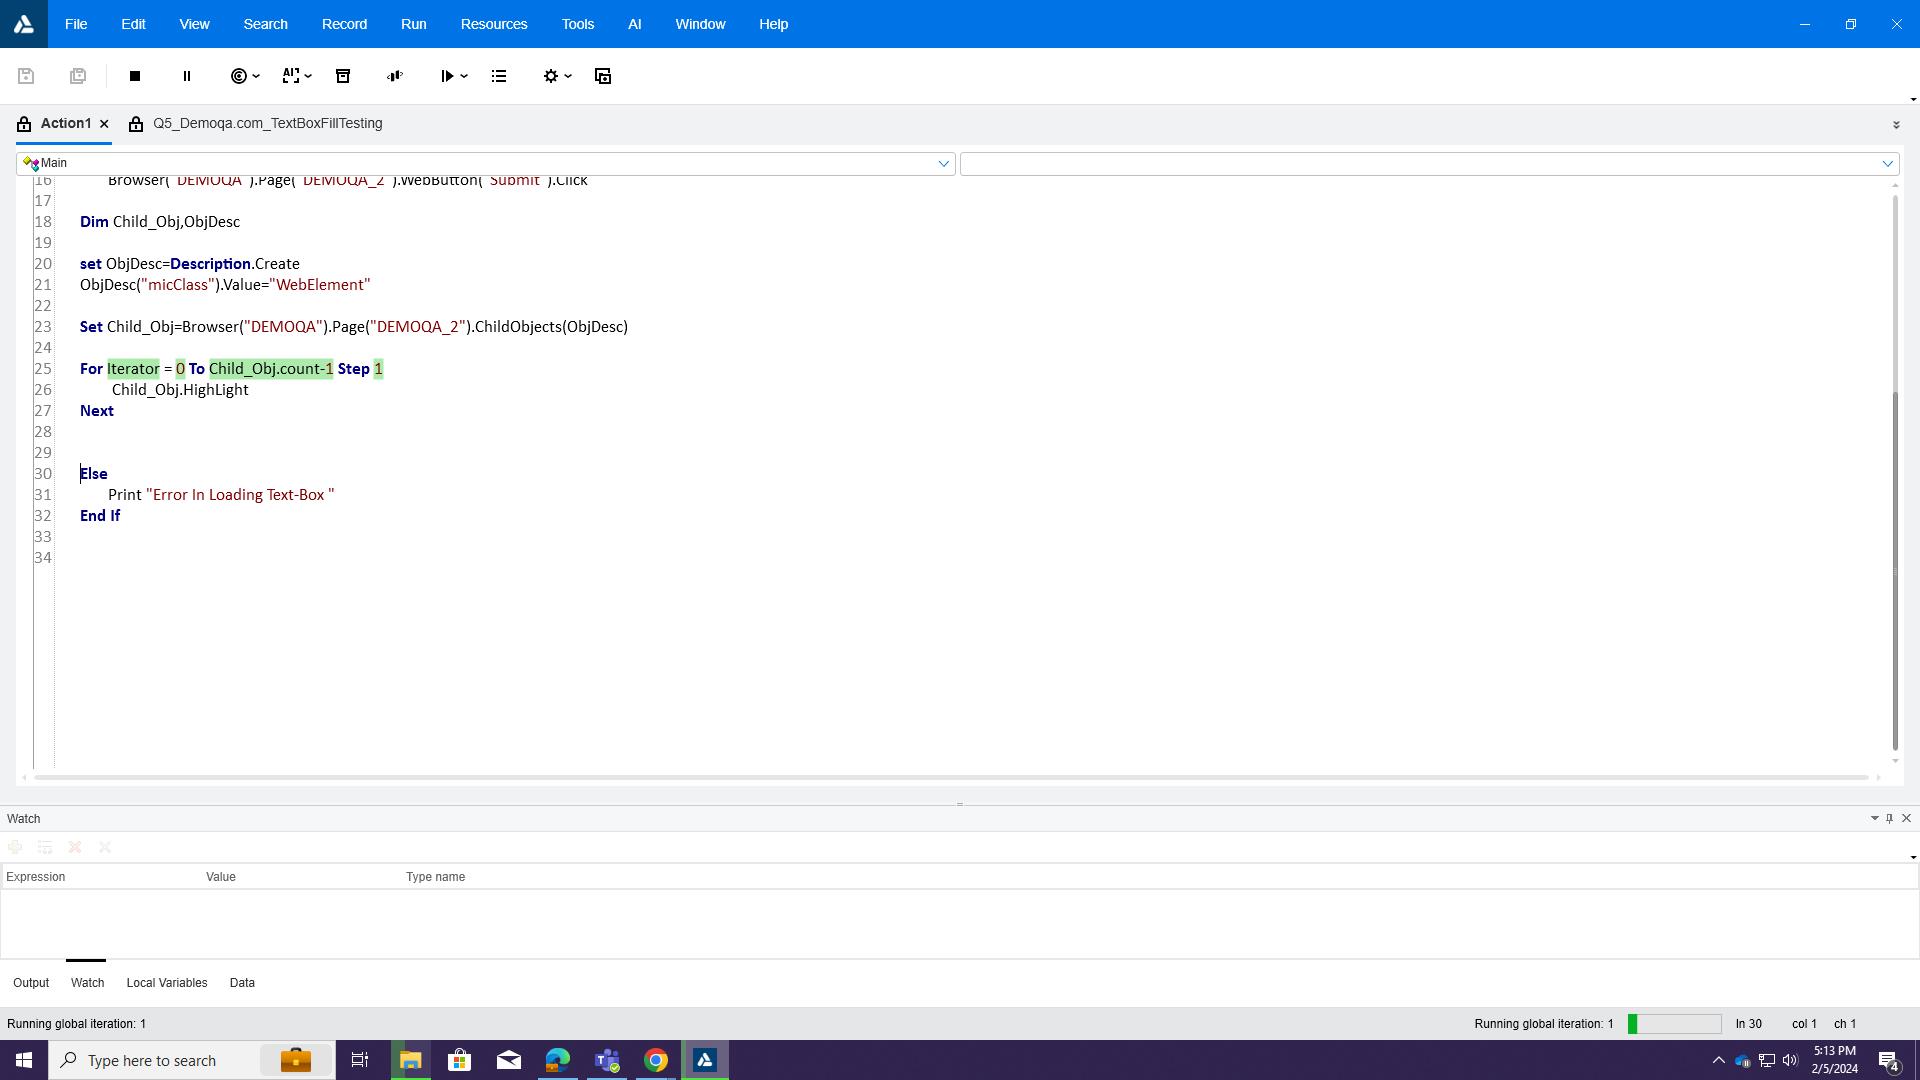 File Edit View Search Record Run Resources Tools AI Window Help
AI
Action1 Q5_Demoqa.com_TextBoxFillTesting
Main
16 Browser("DEMOQA").Page("DEMOQA_2").WebButton("Submit").Click
17
18 Dim Child_Obj,ObjDesc
19
20 set ObjDesc=Description.Create
21 ObjDesc("micClass").Value="WebElement"
22
23 Set Child_Obj=Browser("DEMOQA").Page("DEMOQA_2").ChildObjects(ObjDesc)
24
25 For Iterator = 0 To Child_Obj.count-1 Step 1
26 Child_Obj.HighLight
27 Next
28
29
30 Else
31 Print "Error In Loading Text-Box "
32 End If
33
34
Watch
Expression Value Type name
Output Watch Local Variables Data
Running global iteration: 1 Running global iteration: 1 ln 30 col 1 ch 1
Type here to search
5:13 PM
2/5/2024
4